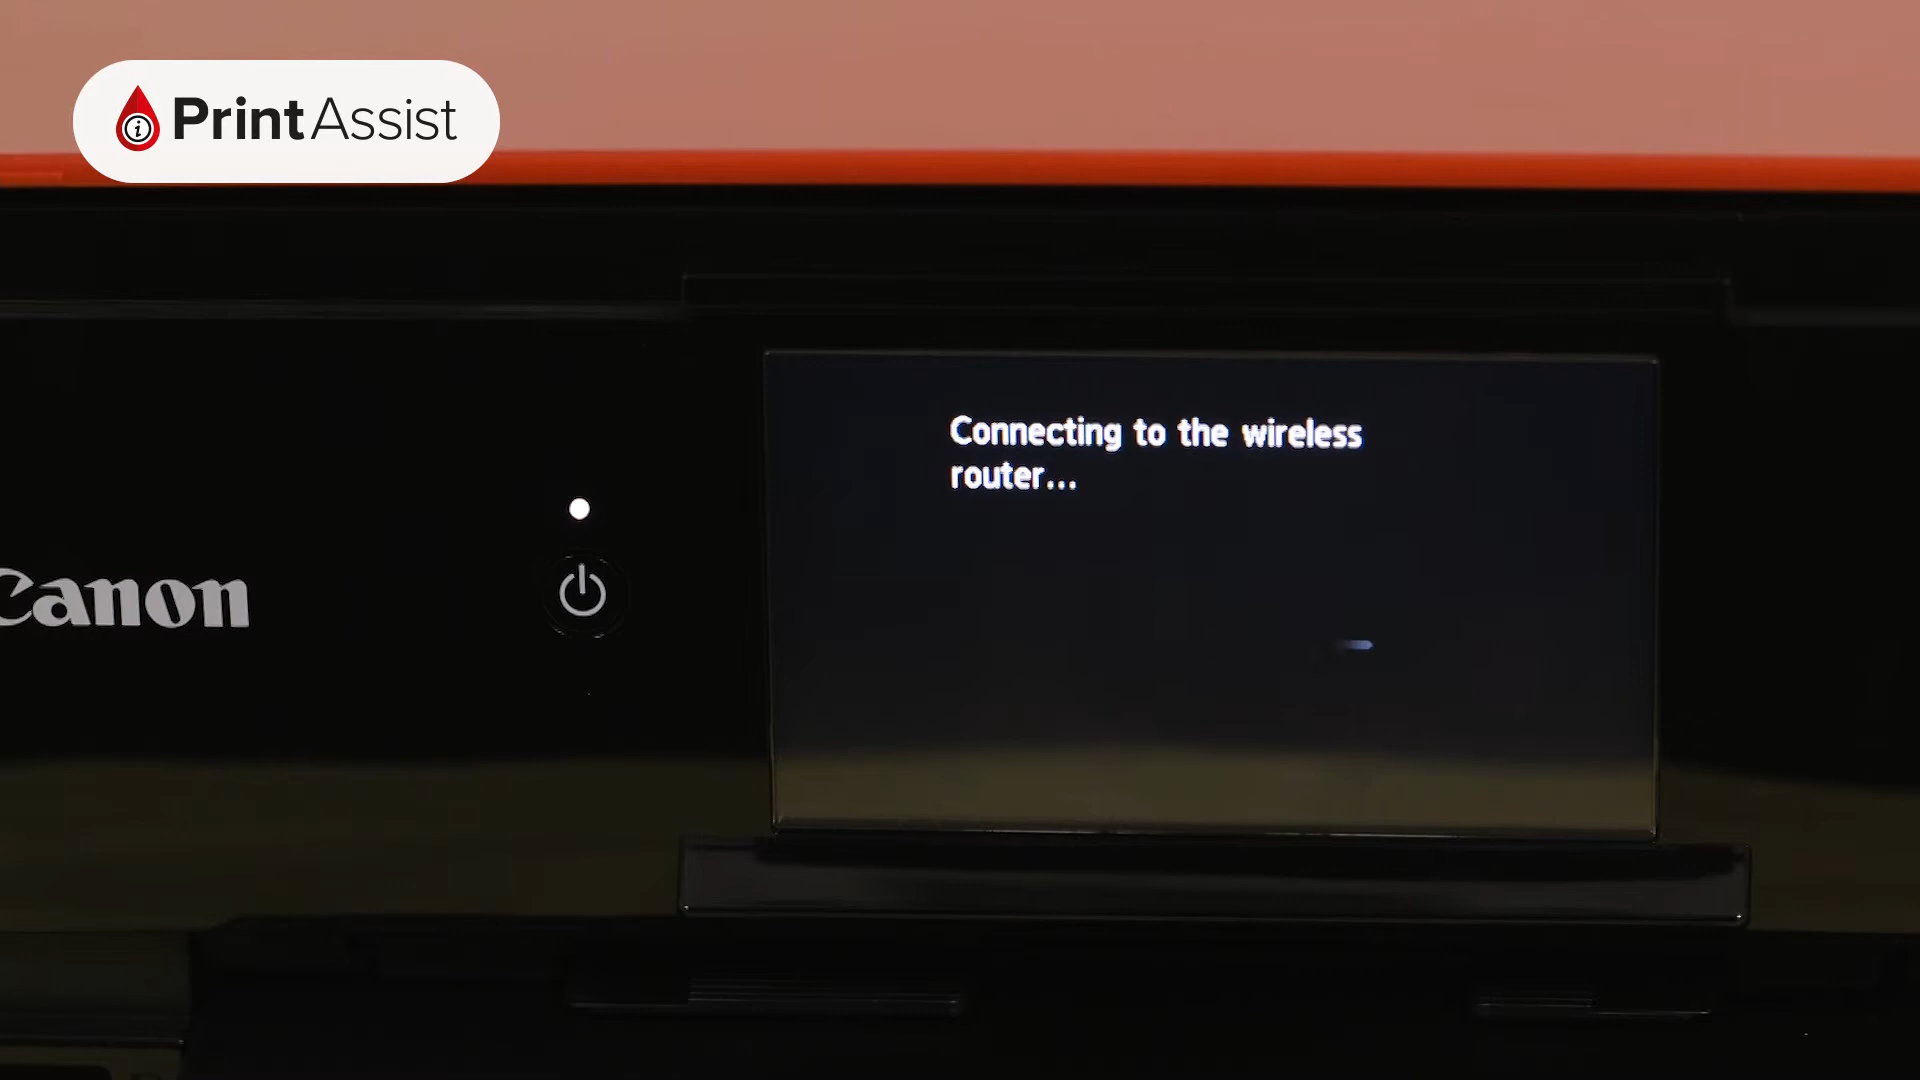 PrintAssist
Connecting to the wireless
router...
Canon